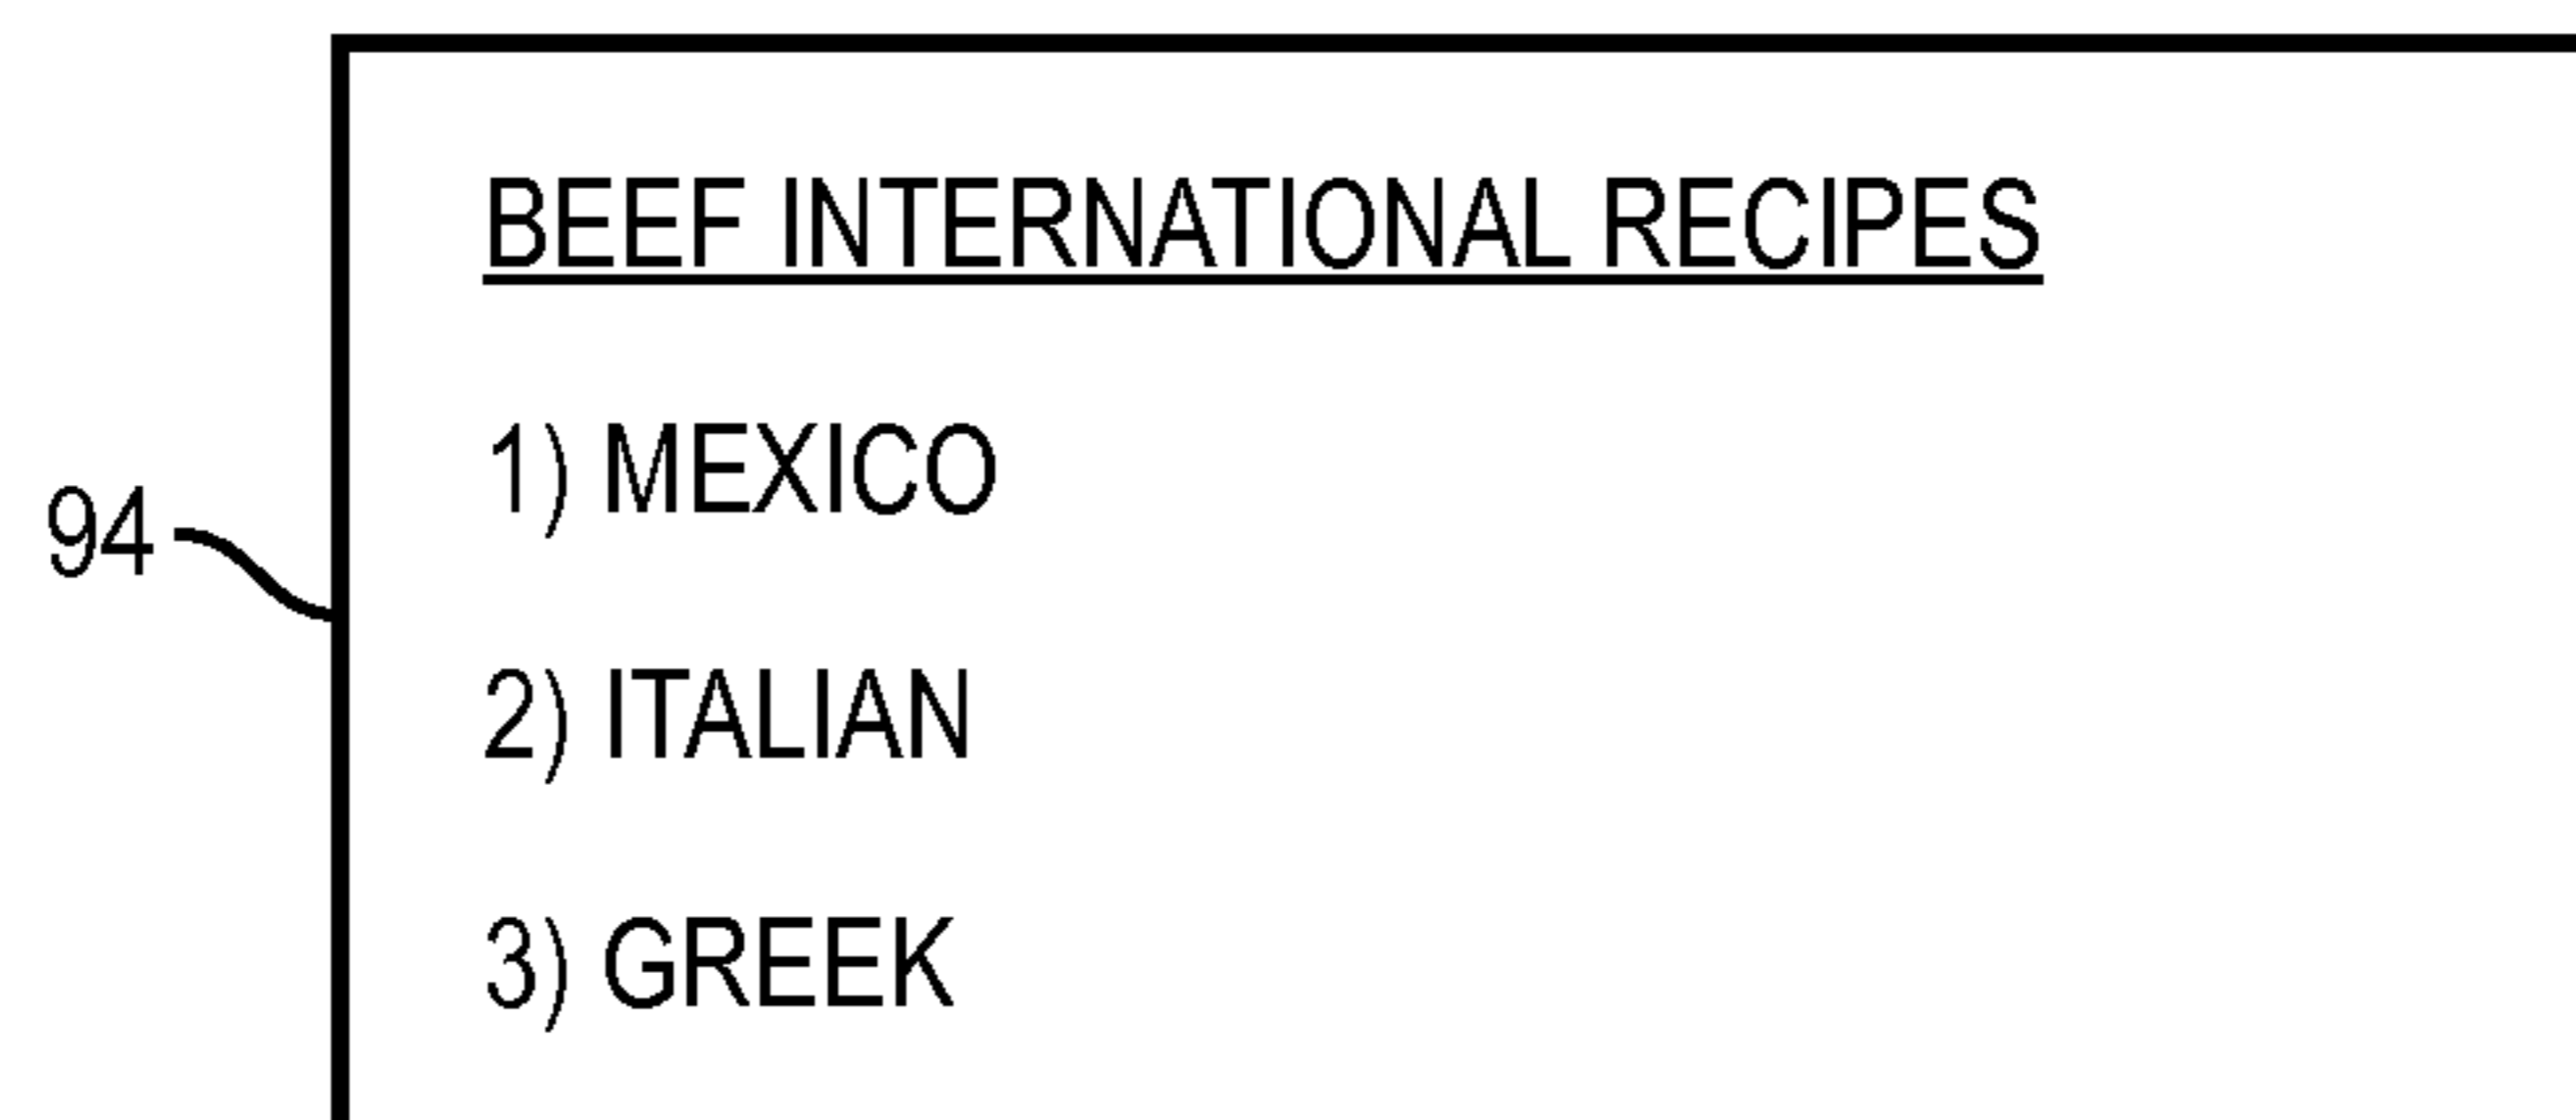 BEEF INTERNATIONAL RECIPES
1) MEXICO
94
2) ITALIAN
3) GREEK